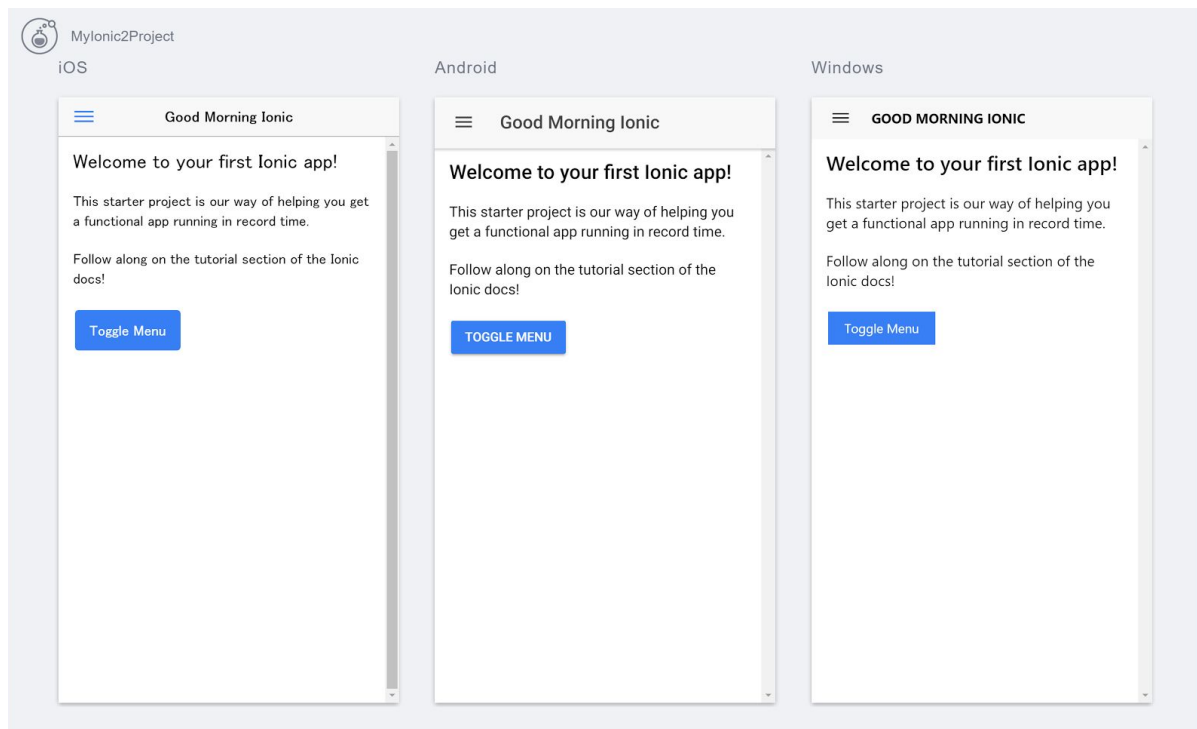 MyIonic2Project
iOS
Good Morning Ionic
Welcome to your first Ionic app!
This starter project is our way of helping you get
a functional app running in record time.
Follow along on the tutorial section of the Ionic
docs!
Toggle Menu
Android
Good Morning Ionic
Welcome to your first Ionic app!
This starter project is our way of helping you
get a functional app running in record time.
Follow along on the tutorial section of the
Ionic docs!
TOGGLE MENU
Windows
GOOD MORNING IONIC
Welcome to your first Ionic app!
This starter project is our way of helping you
get a functional app running in record time.
Follow along on the tutorial section of the
Ionic docs!
Toggle Menu